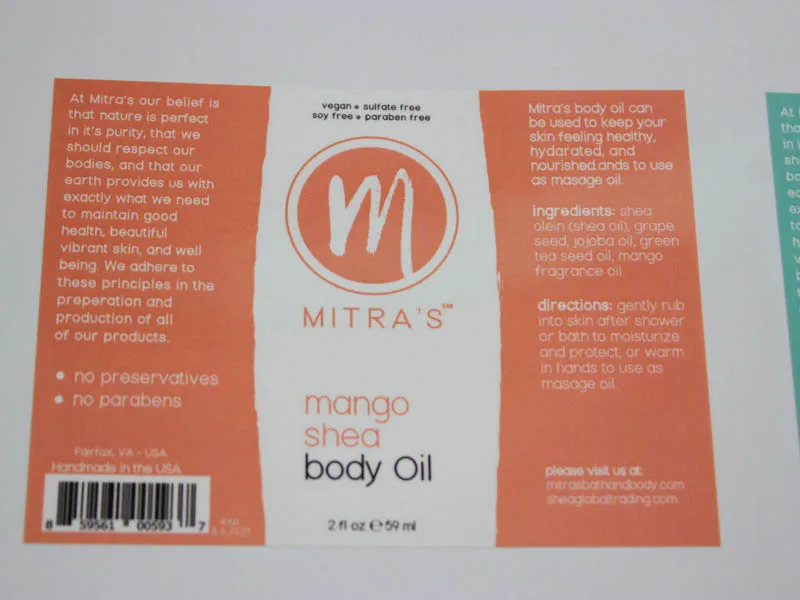 At Mitra's our belief is
that nature is perfect
in it's purity, that we
should respect our
bodies, and that our
earth provides us with
exactly what we need
to maintain good
health, beautiful
vibrant skin, and well
being. We adhere to
these principles in the
preperation and
production of all
of our products.
• no preservatives
• no parabens
Fairfax, VA - USA
Handmade in the USA
8 59561 00593 7
exp.
vegan • sulfate free
soy free • paraben free
m
MITRA'S™
mango
shea
body Oil
2 fl oz ℮ 59 ml
Mitra's body oil can
be used to keep your
skin feeling healthy,
hydarated, and
nourished.ands to use
as masage oil.
ingredients: shea
olein (shea oil), grape
seed, jojoba oil, green
tea seed oil, mango
fragrance oil
directions: gently rub
into skin after shower
or bath to moisturize
and protect, or warm
in hands to use as
masage oil.
please visit us at:
mitrasbathandbody.com
sheaglobaltrading.com
At
in